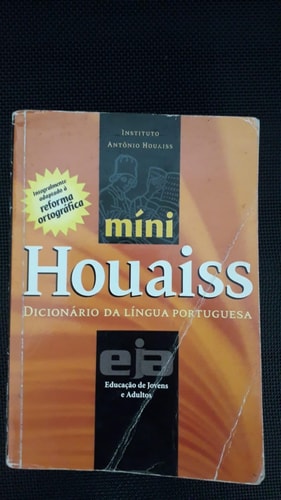 INSTITUTO
ANTÔNIO HOUAISS
Integralmente
adaptado à
reforma
ortográfica
míni
Houaiss
DICIONÁRIO DA LÍNGUA PORTUGUESA
eja
Educação de Jovens
e Adultos